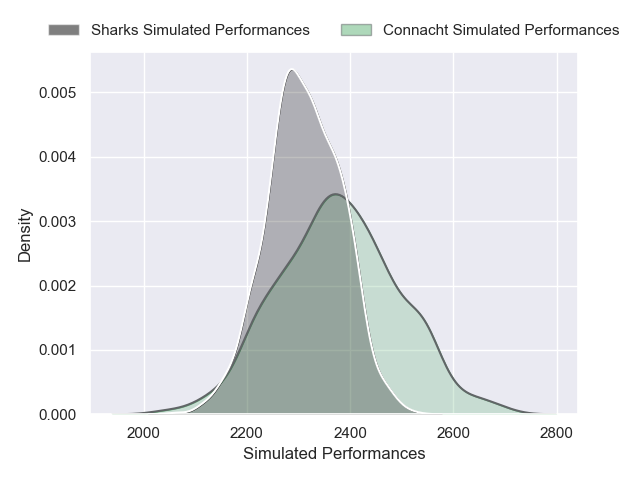 Sharks Simulated Performances Connacht Simulated Performances
0.005
0.004
0.003
0.002
0.001
0.000
Density
2000 2200 2400 2600 2800
Simulated Performances